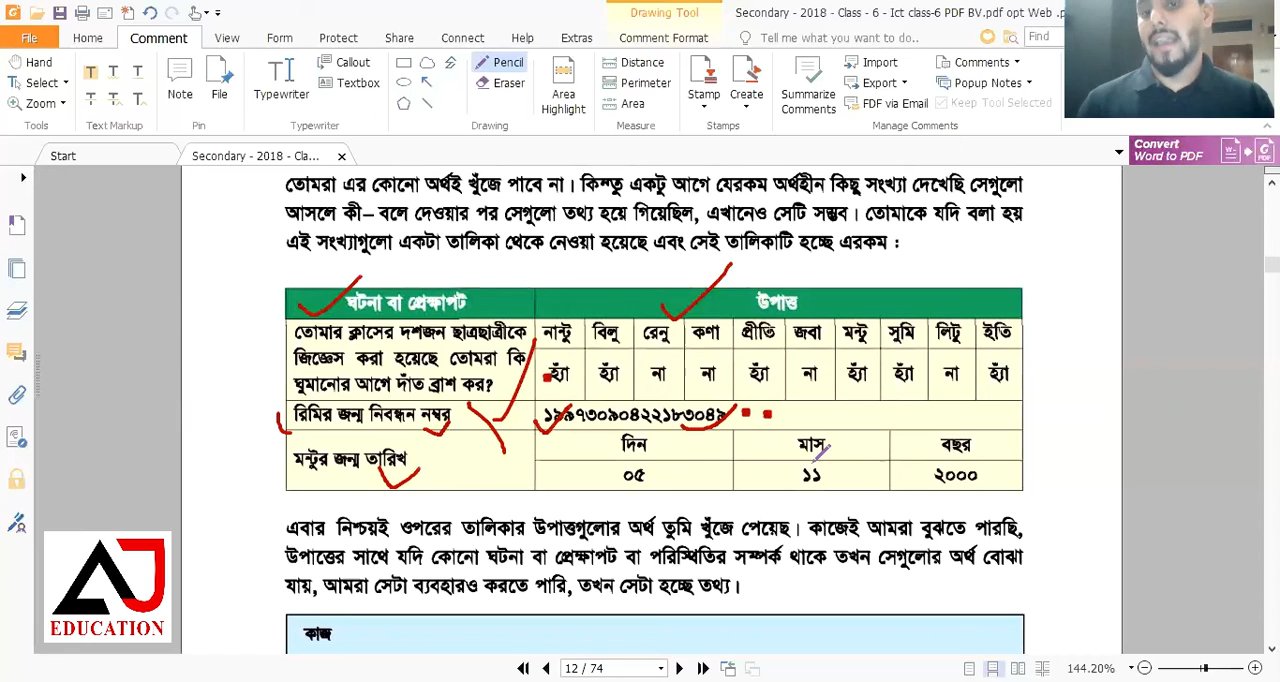 Drawing Tool
Secondary - 2018 - Class - 6 - Ict class-6 PDF BV.pdf opt Web .p
File Home Comment View Form Protect Share Connect Help Extras Comment Format Tell me what you want to do.. Find
Hand
Select
Zoom
Tools
T T T
T T T
Text Markup
Note
File
Pin
Typewriter
Callout
Textbox
Typewriter
Pencil
Eraser
Drawing
Area Highlight
Distance
Perimeter
Area
Measure
Stamp
Create
Stamps
Summarize Comments
Import
Export
FDF via Email
Comments
Popup Notes
Keep Tool Selected
Manage Comments
Start
Secondary - 2018 - Cla...
Convert
Word to PDF
তোমরা এর কোনো অর্থই খুঁজে পাবে না। কিন্তু একটু আগে যেরকম অর্থহীন কিছু সংখ্যা দেখেছি সেগুলো
আসলে কী– বলে দেওয়ার পর সেগুলো তথ্য হয়ে গিয়েছিল, এখানেও সেটি সম্ভব। তোমাকে যদি বলা হয়
এই সংখ্যাগুলো একটা তালিকা থেকে নেওয়া হয়েছে এবং সেই তালিকাটি হচ্ছে এরকম :
ঘটনা বা প্রেক্ষাপট উপাত্ত
তোমার ক্লাসের দশজন ছাত্রছাত্রীকে
জিজ্ঞেস করা হয়েছে তোমরা কি
ঘুমানোর আগে দাঁত ব্রাশ কর?
নান্টু বিলু রেনু কণা প্রীতি জবা মন্টু সুমি লিটু ইতি
হ্যাঁ হ্যাঁ না না হ্যাঁ না হ্যাঁ হ্যাঁ না হ্যাঁ
রিমির জন্ম নিবন্ধন নম্বর ১৯৯৭৩০৯০৪২২১৮৩০৪৯
মন্টুর জন্ম তারিখ
দিন মাস বছর
০৫ ১১ ২০০০
এবার নিশ্চয়ই ওপরের তালিকার উপাত্তগুলোর অর্থ তুমি খুঁজে পেয়েছ। কাজেই আমরা বুঝতে পারছি,
উপাত্তের সাথে যদি কোনো ঘটনা বা প্রেক্ষাপট বা পরিস্থিতির সম্পর্ক থাকে তখন সেগুলোর অর্থ বোঝা
যায়, আমরা সেটা ব্যবহারও করতে পারি, তখন সেটা হচ্ছে তথ্য।
কাজ
AJ
EDUCATION
12 / 74
144.20%